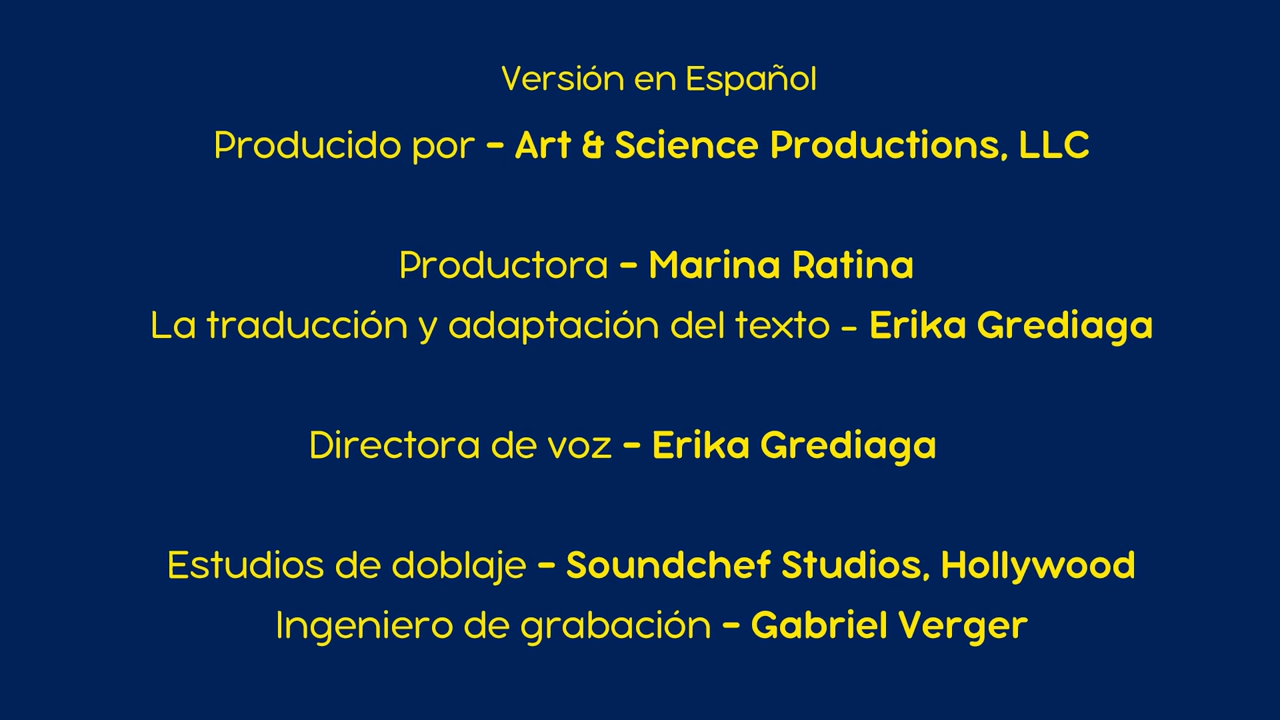 Versión en Español
Producido por - Art & Science Productions, LLC
Productora - Marina Ratina
La traducción y adaptación del texto - Erika Grediaga
Directora de voz - Erika Grediaga
Estudios de doblaje - Soundchef Studios, Hollywood
Ingeniero de grabación - Gabriel Verger